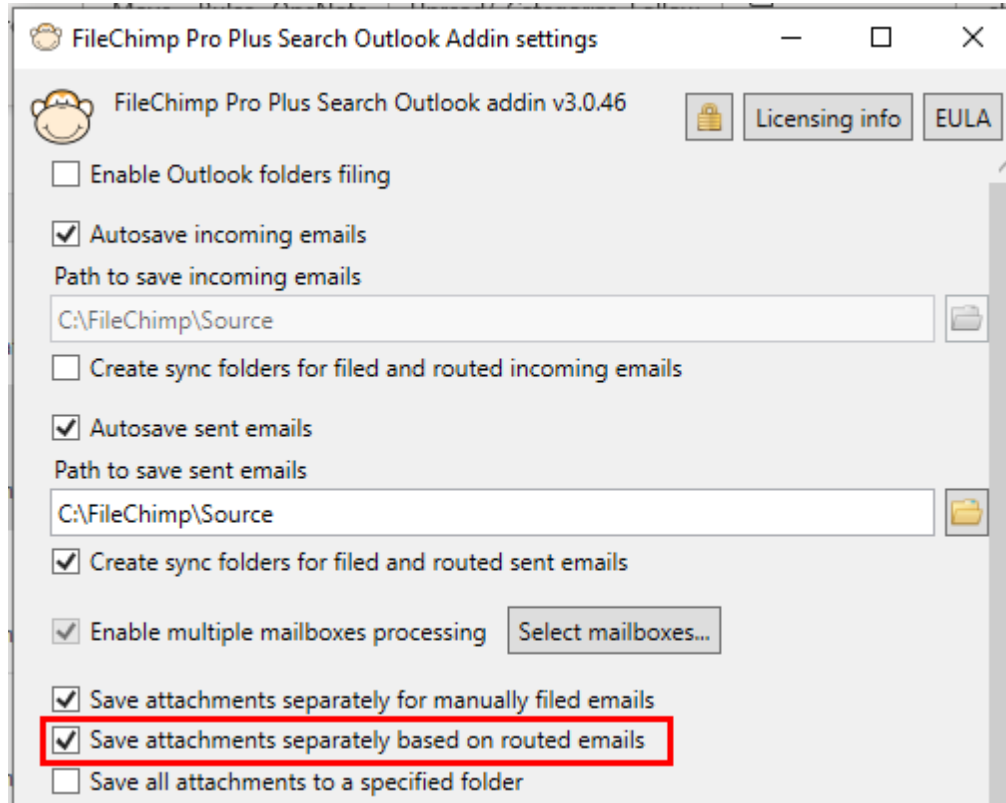 FileChimp Pro Plus Search Outlook Addin settings
FileChimp Pro Plus Search Outlook addin v3.0.46
Licensing info
EULA
Enable Outlook folders filing
Autosave incoming emails
Path to save incoming emails
C:\FileChimp\Source
Create sync folders for filed and routed incoming emails
Autosave sent emails
Path to save sent emails
C:\FileChimp\Source
Create sync folders for filed and routed sent emails
Enable multiple mailboxes processing
Select mailboxes...
Save attachments separately for manually filed emails
Save attachments separately based on routed emails
Save all attachments to a specified folder